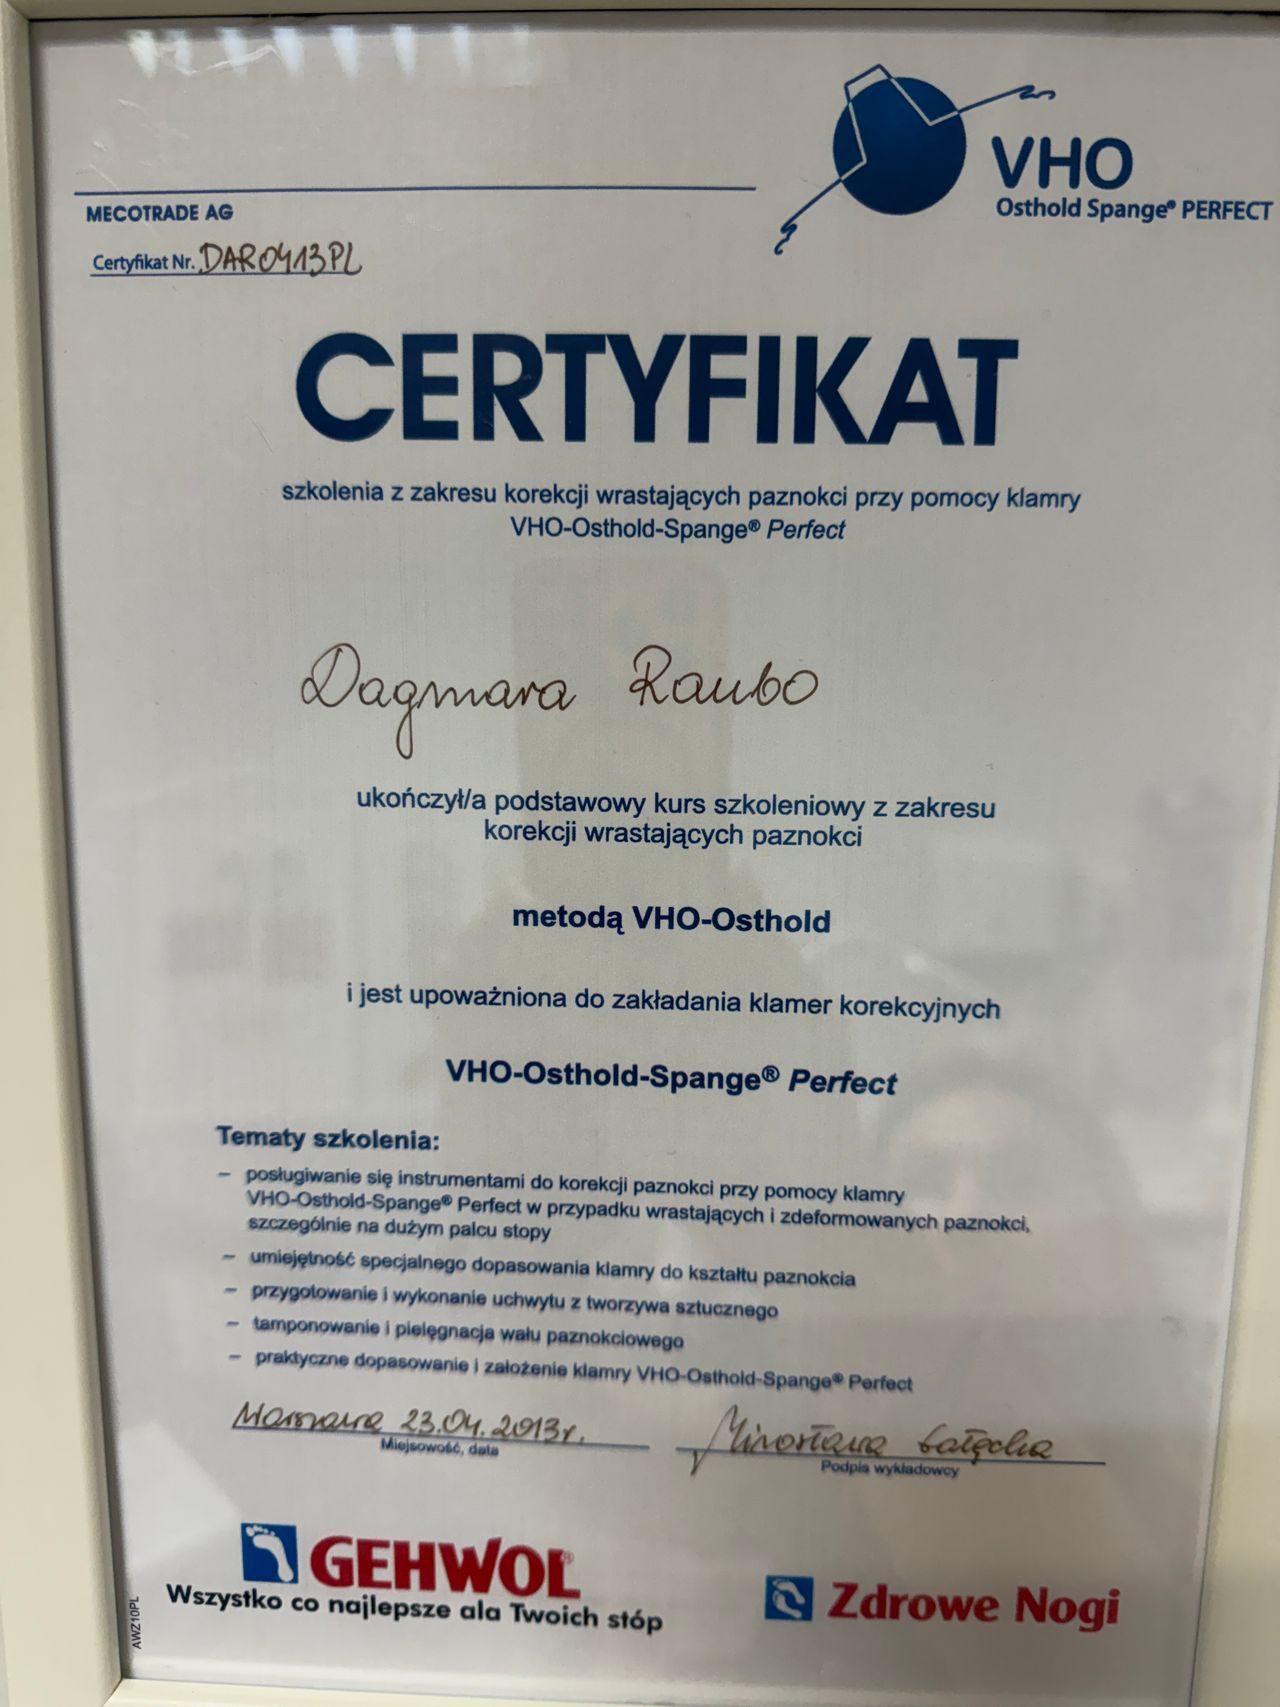 VHO
Osthold Spange® PERFECT
MECOTRADE AG
Certyfikat Nr. DAR0413PL
CERTYFIKAT
szkolenia z zakresu korekcji wrastających paznokci przy pomocy klamry
VHO-Osthold-Spange® Perfect
Dagmara Raubo
ukończył/a podstawowy kurs szkoleniowy z zakresu
korekcji wrastających paznokci
metodą VHO-Osthold
i jest upoważniona do zakładania klamer korekcyjnych
VHO-Osthold-Spange® Perfect
Tematy szkolenia:
– posługiwanie się instrumentami do korekcji paznokci przy pomocy klamry
VHO-Osthold-Spange® Perfect w przypadku wrastających i zdeformowanych paznokci,
szczególnie na dużym palcu stopy
– umiejętność specjalnego dopasowania klamry do kształtu paznokcia
– przygotowanie i wykonanie uchwytu z tworzywa sztucznego
– tamponowanie i pielęgnacja wału paznokciowego
– praktyczne dopasowanie i założenie klamry VHO-Osthold-Spange® Perfect
Warszawa 23.04.2013r.
Miejsowość, data
Mirosława Gałęcka
Podpis wykładowcy
GEHWOL®
Wszystko co najlepsze dla Twoich stóp
Zdrowe Nogi
AWZ10PL